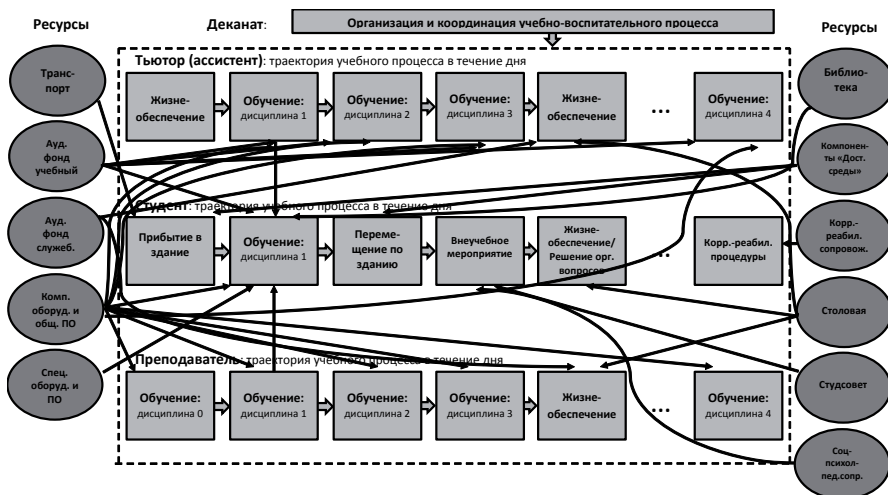 Ресурсы
Деканат:
Организация и координация учебно-воспитательного процесса
Ресурсы
Тьютор (ассистент): траектория учебного процесса в течение дня
Жизне-
обеспечение
Обучение:
дисциплина 1
Обучение:
дисциплина 2
Обучение:
дисциплина 3
Жизне-
обеспечение
...
Обучение:
дисциплина 4
Студент: траектория учебного процесса в течение дня
Прибытие в
здание
Обучение:
дисциплина 1
Переме-
щение по
зданию
Внеучебное
мероприятие
Жизне-
обеспечение/
Решение орг.
вопросов
...
Корр.-реабил.
процедуры
Преподаватель: траектория учебного процесса в течение дня
Обучение:
дисциплина 0
Обучение:
дисциплина 1
Обучение:
дисциплина 2
Обучение:
дисциплина 3
Жизне-
обеспечение
...
Обучение:
дисциплина 4
Транс-
порт
Ауд.
фонд
учебный
Ауд.
фонд
служеб.
Комп.
оборуд. и
общ. ПО
Спец.
оборуд. и
ПО
Библио-
тека
Компонен-
ты «Дост.
среды»
Корр.-
реабил.
сопровож.
Столовая
Студсовет
Соц-
психол-
пед.сопр.